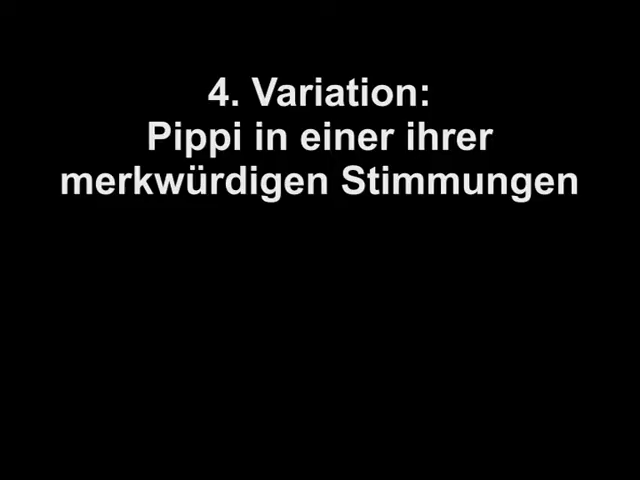 4. Variation:
Pippi in einer ihrer
merkwürdigen Stimmungen